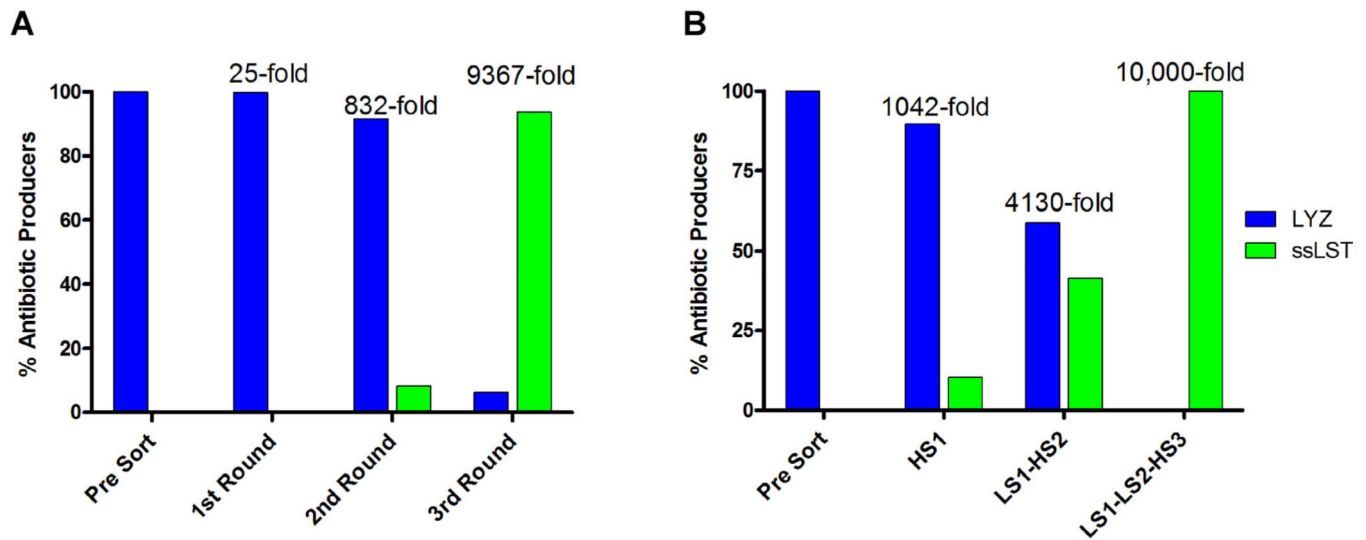 A
% Antibiotic Producers
100
80
60
40
20
0
25-fold
832-fold
9367-fold
Pre Sort
1st Round
2nd Round
3rd Round
B
% Antibiotic Producers
100
75
50
25
0
1042-fold
4130-fold
10,000-fold
Pre Sort
HS1
LS1-HS2
LS1-LS2-HS3
LYZ
ssLST